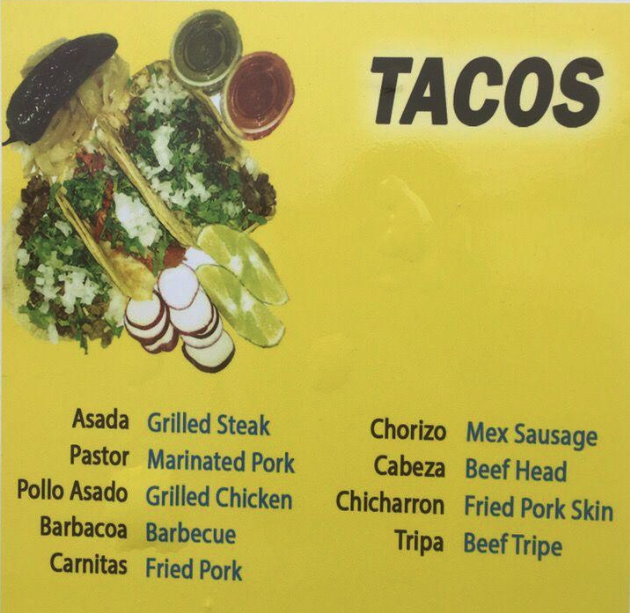 TACOS
Asada Grilled Steak
Pastor Marinated Pork
Pollo Asado Grilled Chicken
Barbacoa Barbecue
Carnitas Fried Pork
Chorizo Mex Sausage
Cabeza Beef Head
Chicharron Fried Pork Skin
Tripa Beef Tripe